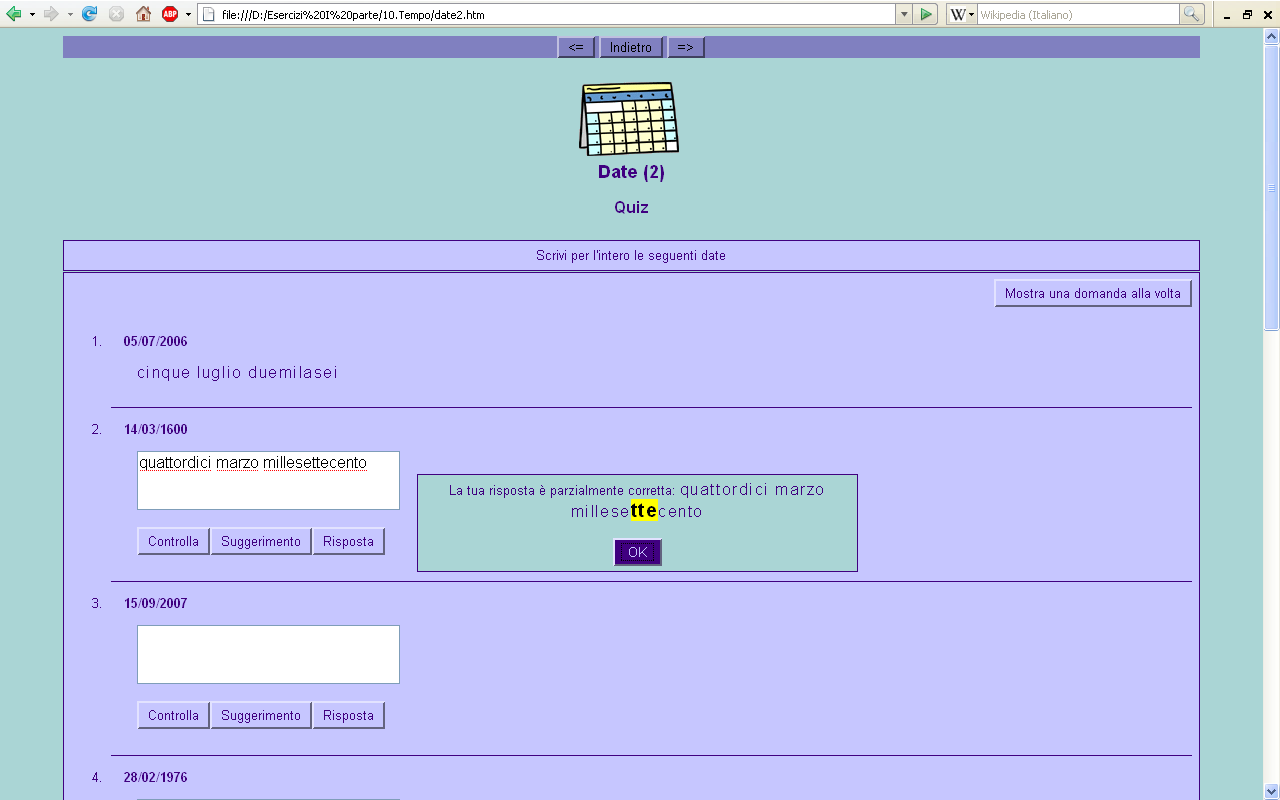 file:///D:/Esercizi%20I%20parte/10.Tempo/date2.htm
W
Wikipedia (Italiano)
ABP
<= Indietro =>
Date (2)
Quiz
Scrivi per l'intero le seguenti date
Mostra una domanda alla volta
1. 05/07/2006
cinque luglio duemilasei
2. 14/03/1600
quattordici marzo millesettecento
La tua risposta è parzialmente corretta: quattordici marzo
millesettecento
OK
Controlla Suggerimento Risposta
3. 15/09/2007
Controlla Suggerimento Risposta
4. 28/02/1976